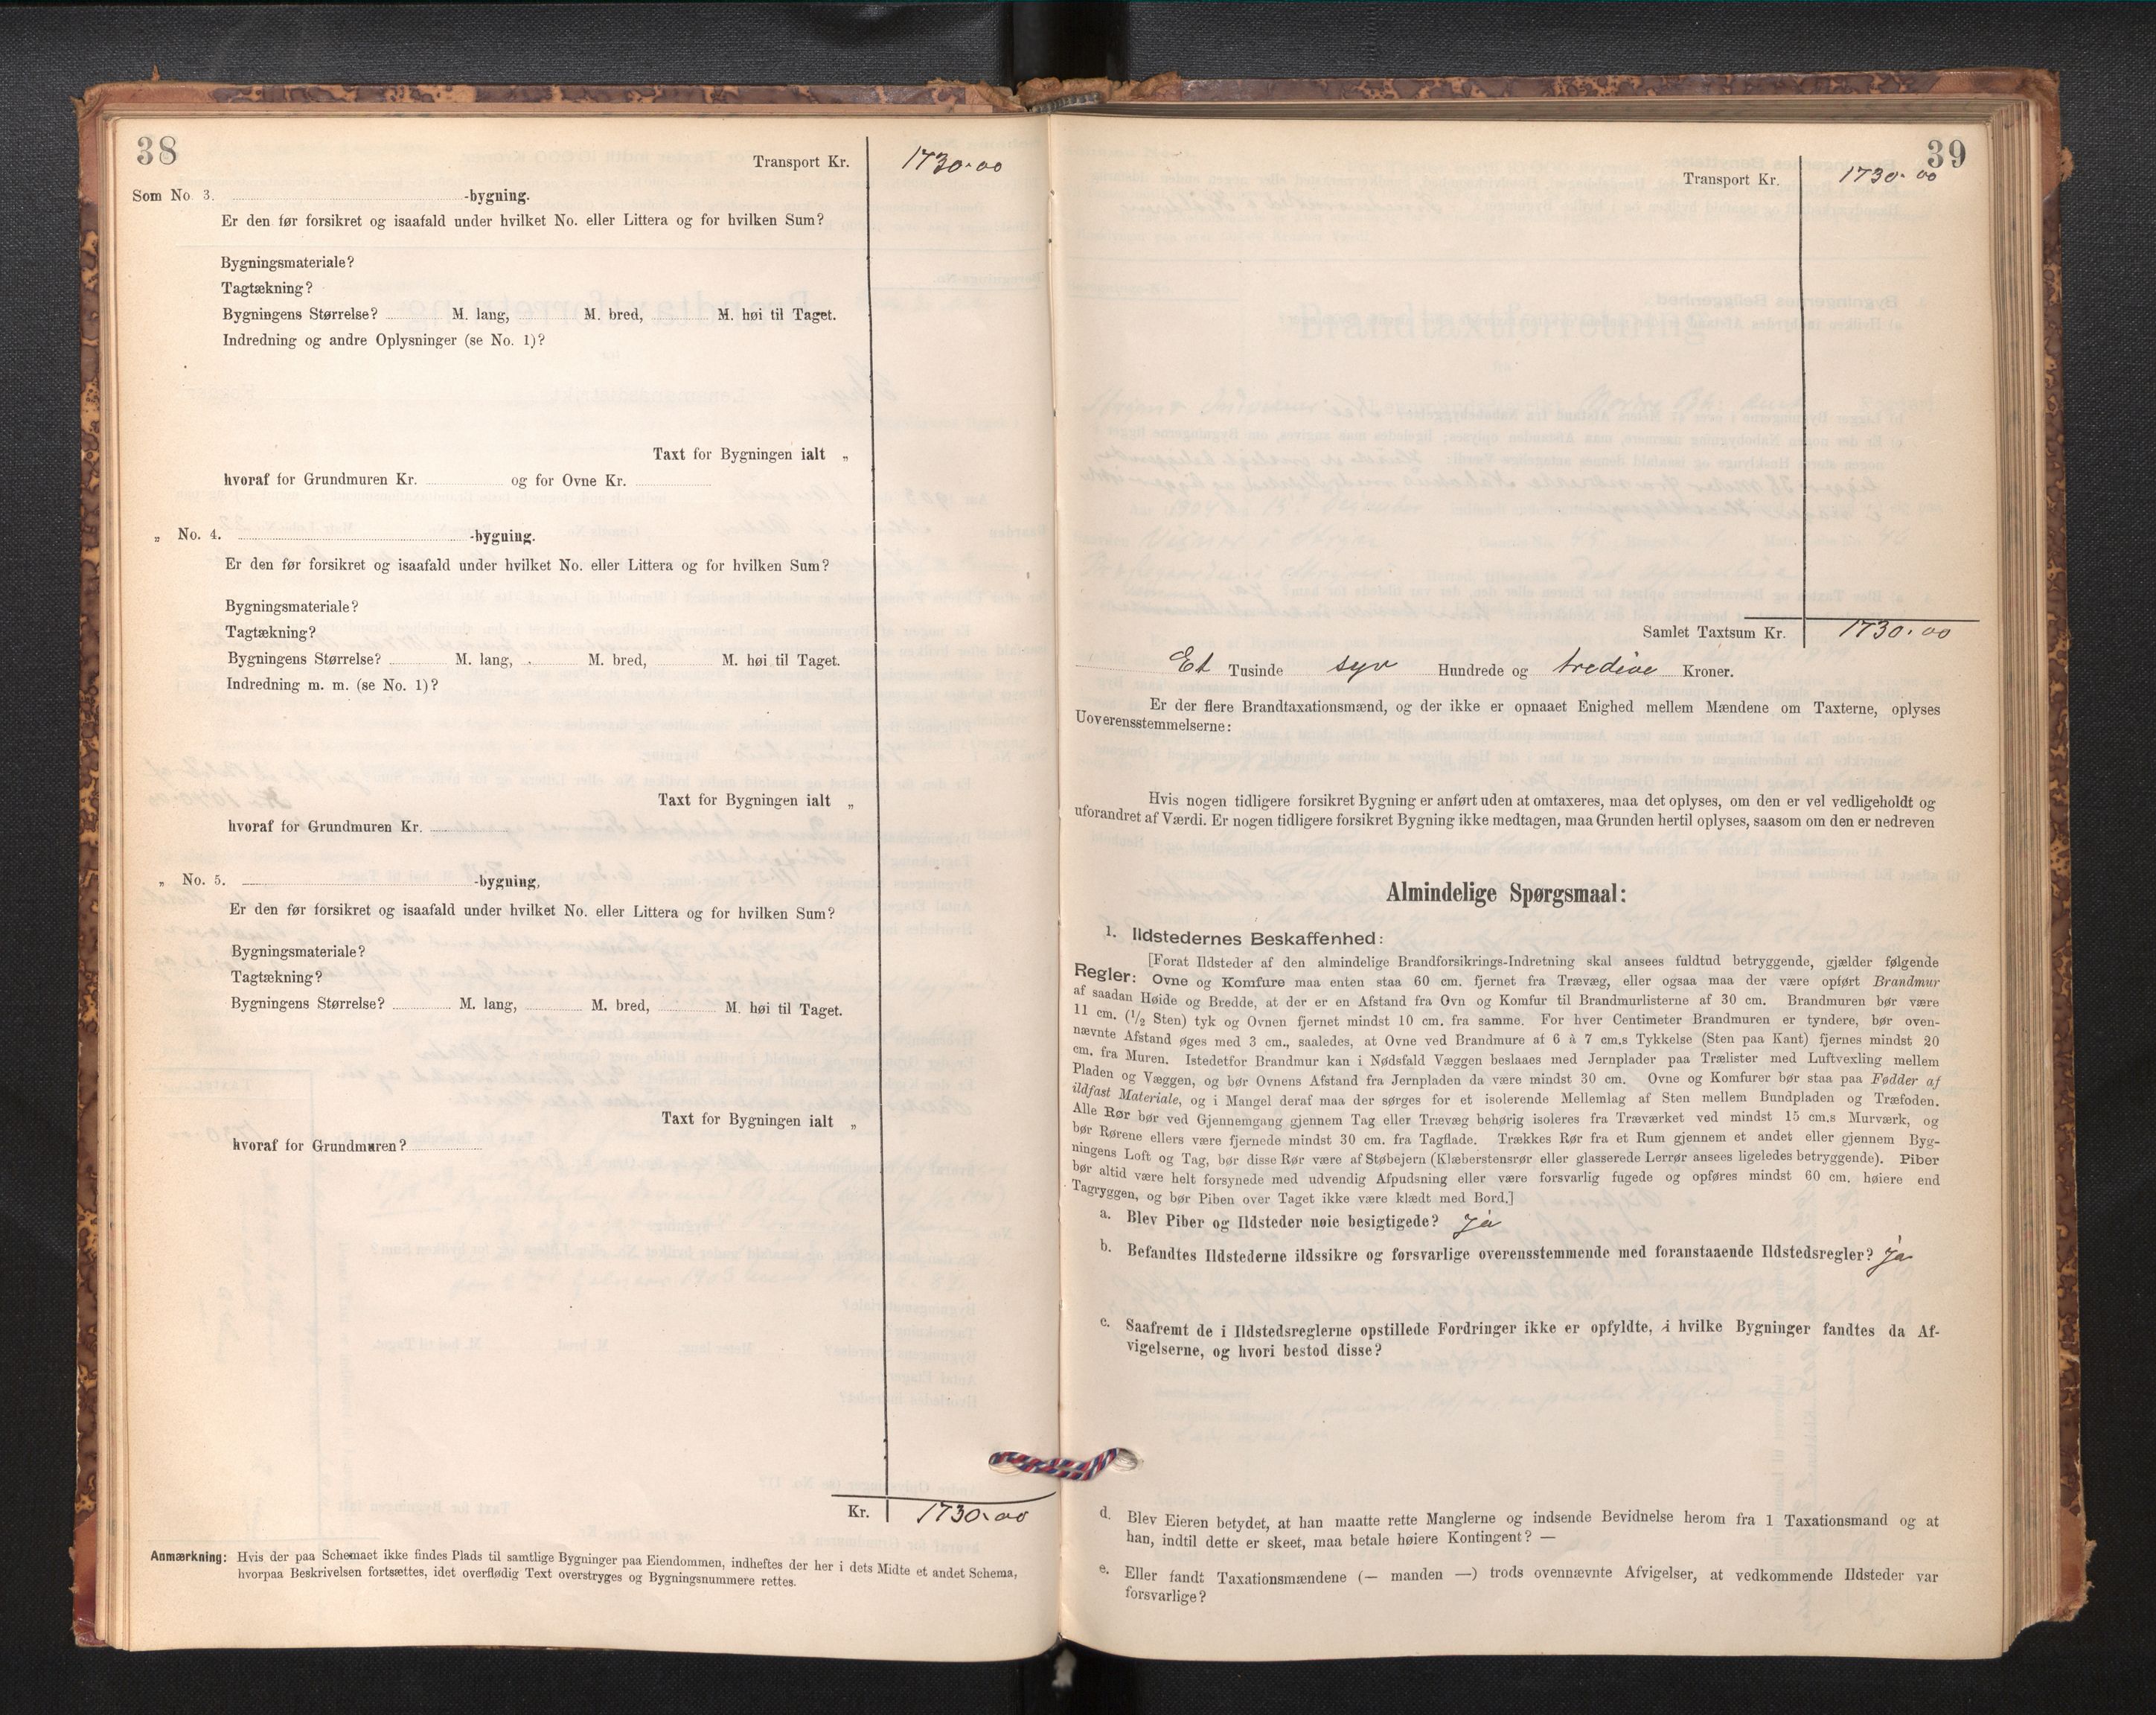 38
Transport Kr. 1730.00
Som No. 3. -bygning.
Er den før forsikret og isaafald under hvilket No. eller Littera og for hvilken Sum?
Bygningsmateriale?
Tagtækning?
Bygningens Størrelse? M. lang, M. bred, M. høi til Taget.
Indredning og andre Oplysninger (se No. 1)?
Taxt for Bygningen ialt „
hvoraf for Grundmuren Kr. og for Ovne Kr.
„ No. 4. -bygning.
Er den før forsikret og isaafald under hvilket No. eller Littera og for hvilken Sum?
Bygningsmateriale?
Tagtækning?
Bygningens Størrelse? M. lang, M. bred, M. høi til Taget.
Indredning m. m. (se No. 1)?
Taxt for Bygningen ialt „
hvoraf for Grundmuren Kr.
„ No. 5. -bygning,
Er den før forsikret og isaafald under hvilket No. eller Littera og for hvilken Sum?
Bygningsmateriale?
Tagtækning?
Bygningens Størrelse? M. lang, M. bred, M. høi til Taget.
Taxt for Bygningen ialt „
hvoraf for Grundmuren?
Kr. 1730.00
Anmærkning: Hvis der paa Schemaet ikke findes Plads til samtlige Bygninger paa Eiendommen, indheftes der her i dets Midte et andet Schema,
hvorpaa Beskrivelsen fortsættes, idet overflødig Text overstryges og Bygningsnummere rettes.
39
Transport Kr. 1730.00
Samlet Taxtsum Kr. 1730.00
Et Tusinde syv Hundrede og tredive Kroner.
Er der flere Brandtaxationsmænd, og der ikke er opnaaet Enighed mellem Mændene om Taxterne, oplyses
Uoverensstemmelserne:
Hvis nogen tidligere forsikret Bygning er anført uden at omtaxeres, maa det oplyses, om den er vel vedligeholdt og
uforandret af Værdi. Er nogen tidligere forsikret Bygning ikke medtagen, maa Grunden hertil oplyses, saasom om den er nedreven
Almindelige Spørgsmaal:
1. Ildstedernes Beskaffenhed:
[Forat Ildsteder af den almindelige Brandforsikrings-Indretning skal ansees fuldtud betryggende, gjælder følgende
Regler: Ovne og Komfure maa enten staa 60 cm. fjernet fra Trævæg, eller ogsaa maa der være opført Brandmur
af saadan Høide og Bredde, at der er en Afstand fra Ovn og Komfur til Brandmurlisterne af 30 cm. Brandmuren bør være
11 cm. (1/2 Sten) tyk og Ovnen fjernet mindst 10 cm. fra samme. For hver Centimeter Brandmuren er tyndere, bør oven-
nævnte Afstand øges med 3 cm., saaledes, at Ovne ved Brandmure af 6 à 7 cm.s Tykkelse (Sten paa Kant) fjernes mindst 20
cm. fra Muren. Istedetfor Brandmur kan i Nødsfald Væggen beslaaes med Jernplader paa Trælister med Luftvexling mellem
Pladen og Væggen, og bør Ovnens Afstand fra Jernpladen da være mindst 30 cm. Ovne og Komfurer bør staa paa Fødder af
ildfast Materiale, og i Mangel deraf maa der sørges for et isolerende Mellemlag af Sten mellem Bundpladen og Træfoden.
Alle Rør bør ved Gjennemgang gjennem Tag eller Trævæg behørig isoleres fra Træværket ved mindst 15 cm.s Murværk, og
bør Rørene ellers være fjernede mindst 30 cm. fra Tagflade. Trækkes Rør fra et Rum gjennem et andet eller gjennem Byg-
ningens Loft og Tag, bør disse Rør være af Støbejern (Klæberstensrør eller glasserede Lerrør ansees ligeledes betryggende). Piber
bør altid være helt forsynede med udvendig Afpudsning eller være forsvarlig fugede og opføres mindst 60 cm. høiere end
Tagryggen, og bør Piben over Taget ikke være klædt med Bord.]
a. Blev Piber og Ildsteder nøie besigtigede? Ja
b. Befandtes Ildstederne ildssikre og forsvarlige overensstemmende med foranstaaende Ildstedsregler? Ja
c. Saafremt de i Ildstedsreglerne opstillede Fordringer ikke er opfyldte, i hvilke Bygninger fandtes da Af-
vigelserne, og hvori bestod disse?
d. Blev Eieren betydet, at han maatte rette Manglerne og indsende Bevidnelse herom fra 1 Taxationsmand og at
han, indtil dette er skeet, maa betale høiere Kontingent? —
e. Eller fandt Taxationsmændene (— manden —) trods ovennævnte Afvigelser, at vedkommende Ildsteder var
forsvarlige?